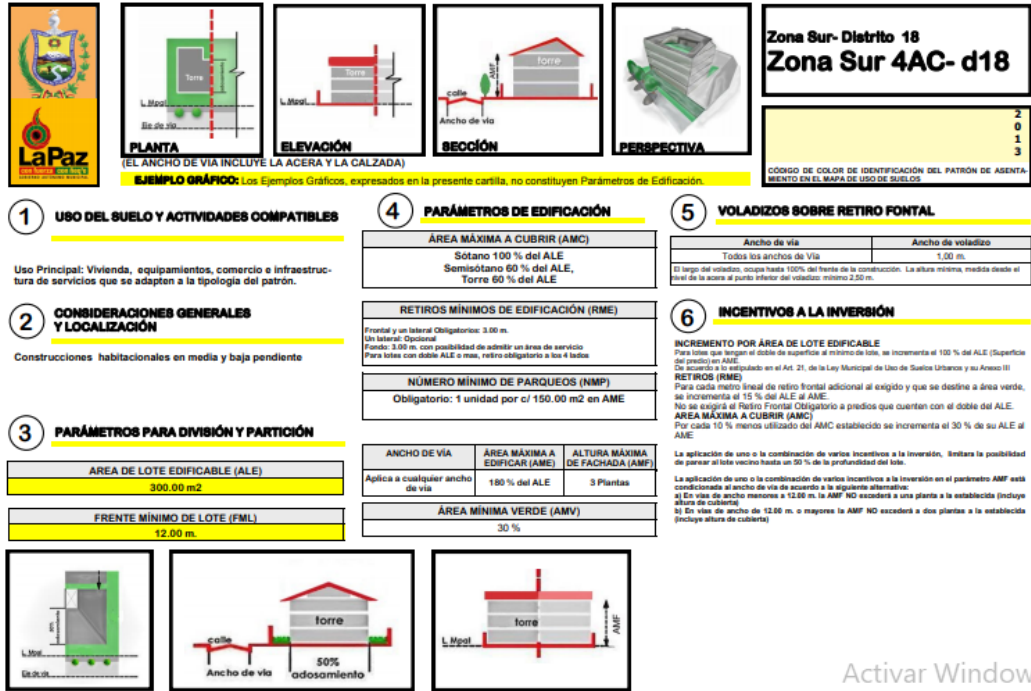 LaPaz
Torre
L. Mpal
Eje de via
PLANTA
Torre
L. Mpal
ELEVACIÓN
torre
AMF
calle
Ancho de via
SECCÍÓN
PERSPECTIVA
(EL ANCHO DE VIA INCLUYE LA ACERA Y LA CALZADA)
EJEMPLO GRÁFICO: Los Ejemplos Gráficos, expresados en la presente cartilla, no constituyen Parámetros de Edificación.
Zona Sur- Distrito 18
Zona Sur 4AC- d18
2
0
1
3
CÓDIGO DE COLOR DE IDENTIFICACIÓN DEL PATRÓN DE ASENTA-
MIENTO EN EL MAPA DE USO DE SUELOS
1 USO DEL SUELO Y ACTIVIDADES COMPATIBLES
Uso Principal: Vivienda, equipamientos, comercio e infraestruc-
tura de servicios que se adapten a la tipología del patrón.
2 CONSIDERACIONES GENERALES
Y LOCALIZACIÓN
Construcciones habitacionales en media y baja pendiente
3 PARÁMETROS PARA DIVISIÓN Y PARTICIÓN
AREA DE LOTE EDIFICABLE (ALE)
300.00 m2
FRENTE MÍNIMO DE LOTE (FML)
12.00 m.
4 PARÁMETROS DE EDIFICACIÓN
ÁREA MÁXIMA A CUBRIR (AMC)
Sótano 100 % del ALE
Semisótano 60 % del ALE,
Torre 60 % del ALE
RETIROS MÍNIMOS DE EDIFICACIÓN (RME)
Frontal y un lateral Obligatorios: 3.00 m.
Un lateral: Opcional
Fondo: 3.00 m. con posibilidad de admitir un área de servicio
Para lotes con doble ALE o mas, retiro obligatorio a los 4 lados
NÚMERO MÍNIMO DE PARQUEOS (NMP)
Obligatorio: 1 unidad por c/ 150.00 m2 en AME
ANCHO DE VÍA ÁREA MÁXIMA A EDIFICAR (AME) ALTURA MÁXIMA DE FACHADA (AMF)
Aplica a cualquier ancho de via 180 % del ALE 3 Plantas
ÁREA MÍNIMA VERDE (AMV)
30 %
5 VOLADIZOS SOBRE RETIRO FONTAL
Ancho de via Ancho de voladizo
Todos los anchos de Via 1,00 m.
El largo del voladizo, ocupa hasta 100% del frente de la construcción. La altura mínima, medida desde el
nivel de la acera al punto inferior del voladizo: mínimo 2,50 m.
6 INCENTIVOS A LA INVERSIÓN
INCREMENTO POR ÁREA DE LOTE EDIFICABLE
Para lotes que tengan el doble de superficie al mínimo de lote, se incrementa el 100 % del ALE (Superficie
del predio) en AME.
De acuerdo a lo estipulado en el Art. 21, de la Ley Municipal de Uso de Suelos Urbanos y su Anexo III
RETIROS (RME)
Para cada metro lineal de retiro frontal adicional al exigido y que se destine a área verde,
se incrementa el 15 % del ALE al AME.
No se exigirá el Retiro Frontal Obligatorio a predios que cuenten con el doble del ALE.
AREA MÁXIMA A CUBRIR (AMC)
Por cada 10 % menos utilizado del AMC establecido se incrementa el 30 % de su ALE al
AME
La aplicación de uno o la combinación de varios incentivos a la inversión, limitara la posibilidad
de parear al lote vecino hasta un 50 % de la profundidad del lote.
La aplicación de uno o la combinación de varios incentivos a la inversión en el parámetro AMF está
condicionada al ancho de vía de acuerdo a la siguiente alternativa:
a) En vías de ancho menores a 12.00 m. la AMF NO excederá a una planta a la establecida (incluye
altura de cubierta)
b) En vías de ancho de 12.00 m. o mayores la AMF NO excederá a dos plantas a la establecida
(incluye altura de cubierta)
50%
adosamiento
L. Mpal
Eje de via
torre
calle
Ancho de via
50%
adosamiento
torre
L. Mpal
AMF
Activar Window